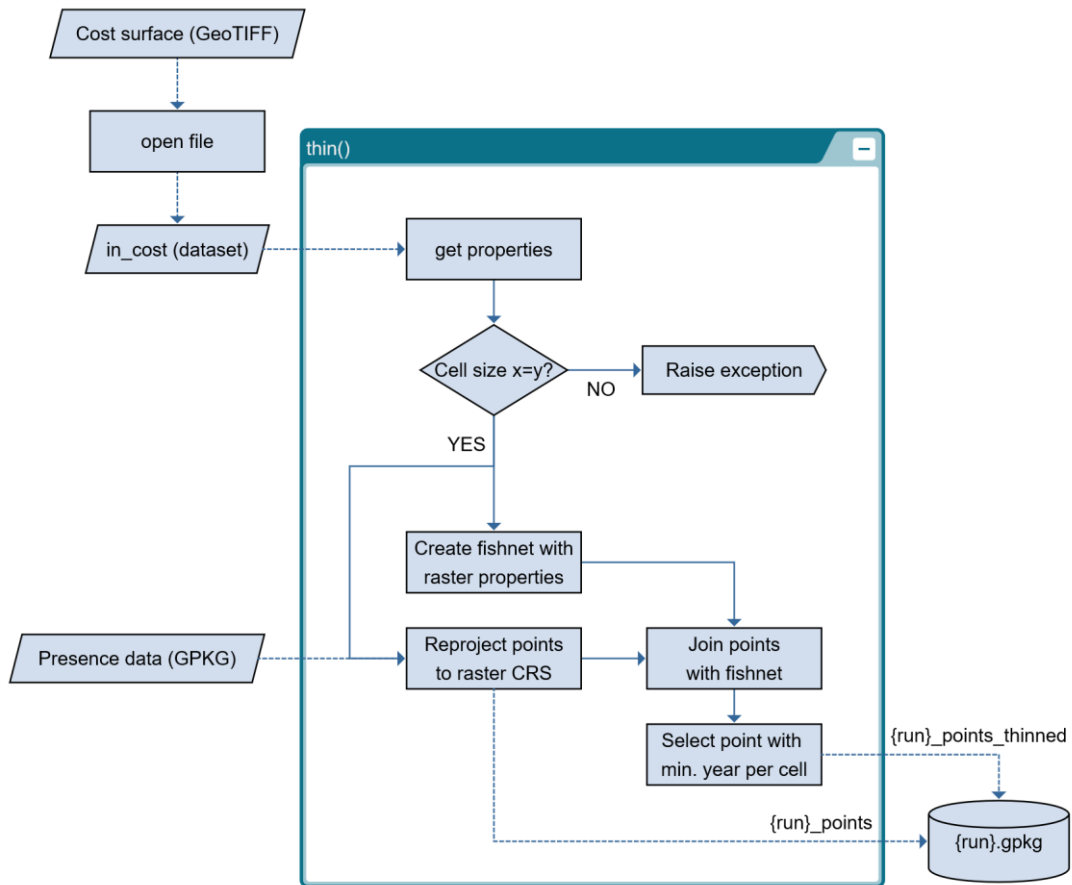 Cost surface (GeoTIFF)
open file
thin()
in_cost (dataset)
get properties
Cell size x=y?
Raise exception
NO
YES
Create fishnet with
raster properties
Presence data (GPKG)
Reproject points
to raster CRS
Join points
with fishnet
Select point with
min. year per cell
{run}_points_thinned
{run}_points
{run}.gpkg